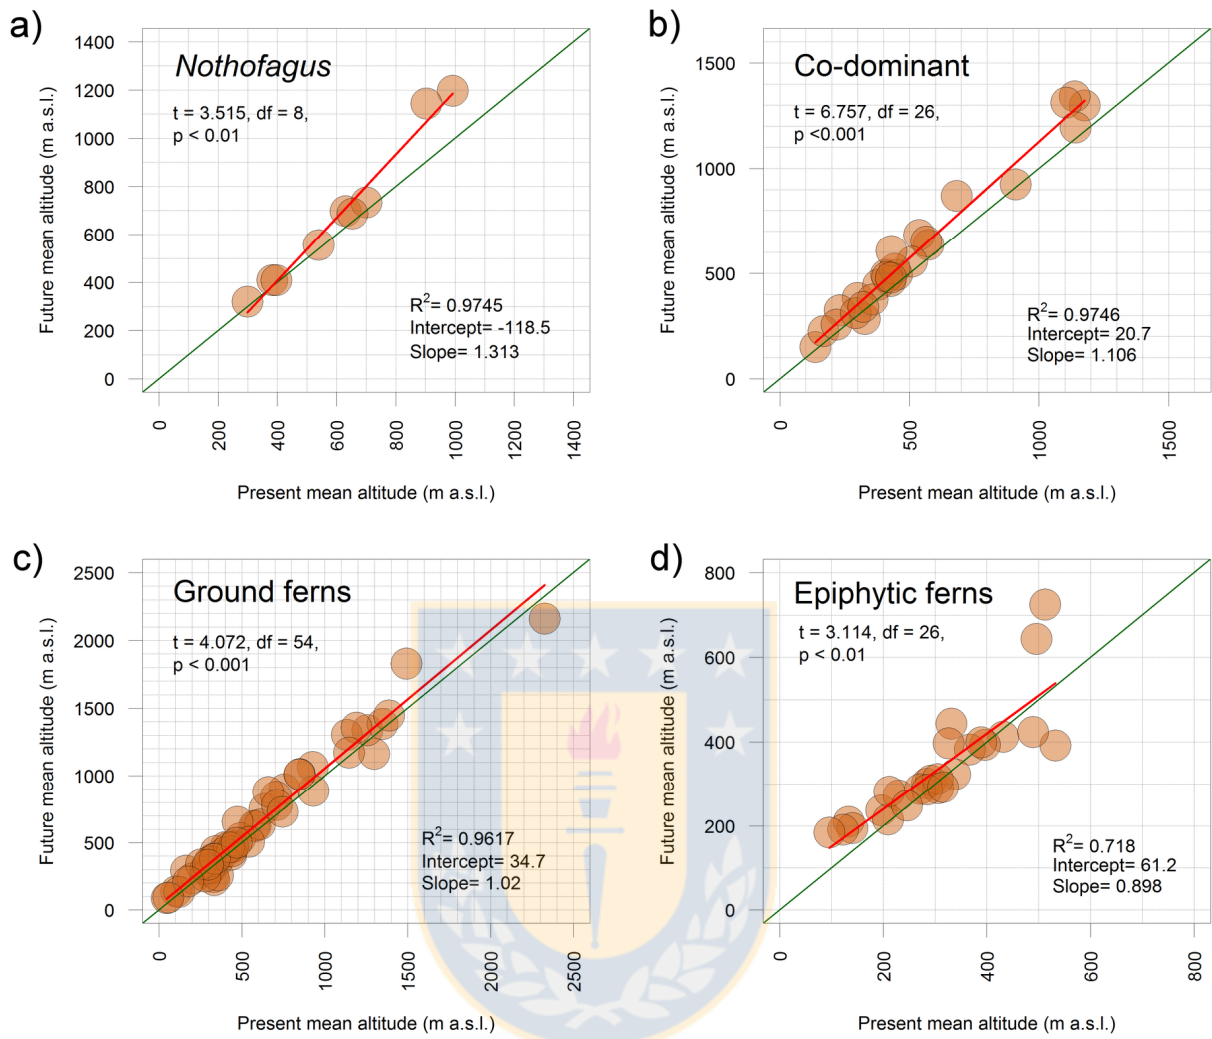 a)
Nothofagus
t = 3.515, df = 8,
p < 0.01
1400
1200
1000
800
600
400
200
0
Future mean altitude (m a.s.l.)
R²= 0.9745
Intercept= -118.5
Slope= 1.313
0
200
400
600
800
1000
1200
1400
Present mean altitude (m a.s.l.)
b)
Co-dominant
t = 6.757, df = 26,
p <0.001
1500
1000
500
0
Future mean altitude (m a.s.l.)
R²= 0.9746
Intercept= 20.7
Slope= 1.106
0
500
1000
1500
Present mean altitude (m a.s.l.)
c)
Ground ferns
t = 4.072, df = 54,
p < 0.001
2500
2000
1500
1000
500
0
Future mean altitude (m a.s.l.)
R²= 0.9617
Intercept= 34.7
Slope= 1.02
0
500
1000
1500
2000
2500
Present mean altitude (m a.s.l.)
d)
Epiphytic ferns
t = 3.114, df = 26,
p < 0.01
800
600
400
200
0
Future mean altitude (m a.s.l.)
R²= 0.718
Intercept= 61.2
Slope= 0.898
0
200
400
600
800
Present mean altitude (m a.s.l.)